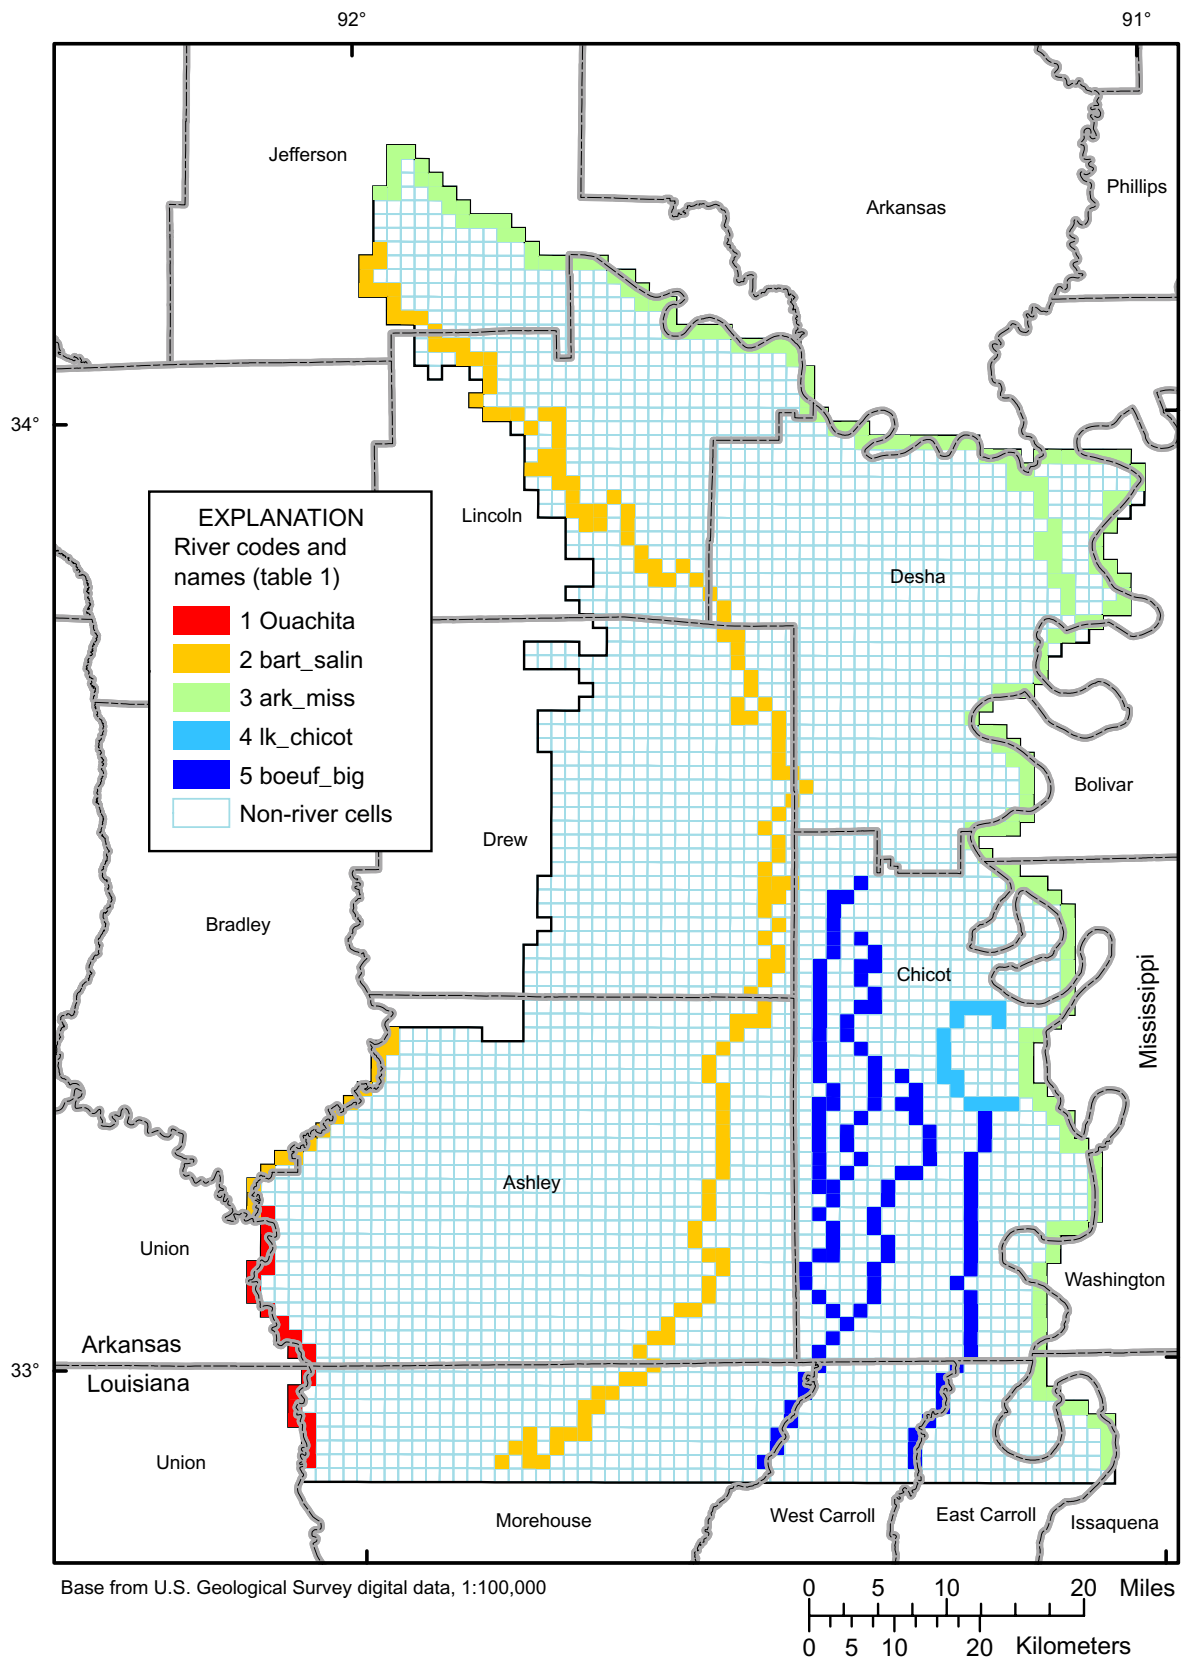 92°
91°
Jefferson
Arkansas
Phillips
34°
Lincoln
Desha
EXPLANATION
River codes and
names (table 1)
1 Ouachita
2 bart_salin
3 ark_miss
4 lk_chicot
5 boeuf_big
Non-river cells
Bolivar
Drew
Bradley
Chicot
Mississippi
Ashley
Union
Washington
Arkansas
33°
Louisiana
Union
Morehouse
West Carroll
East Carroll
Issaquena
Base from U.S. Geological Survey digital data, 1:100,000
0 5 10 20 Miles
0 5 10 20 Kilometers